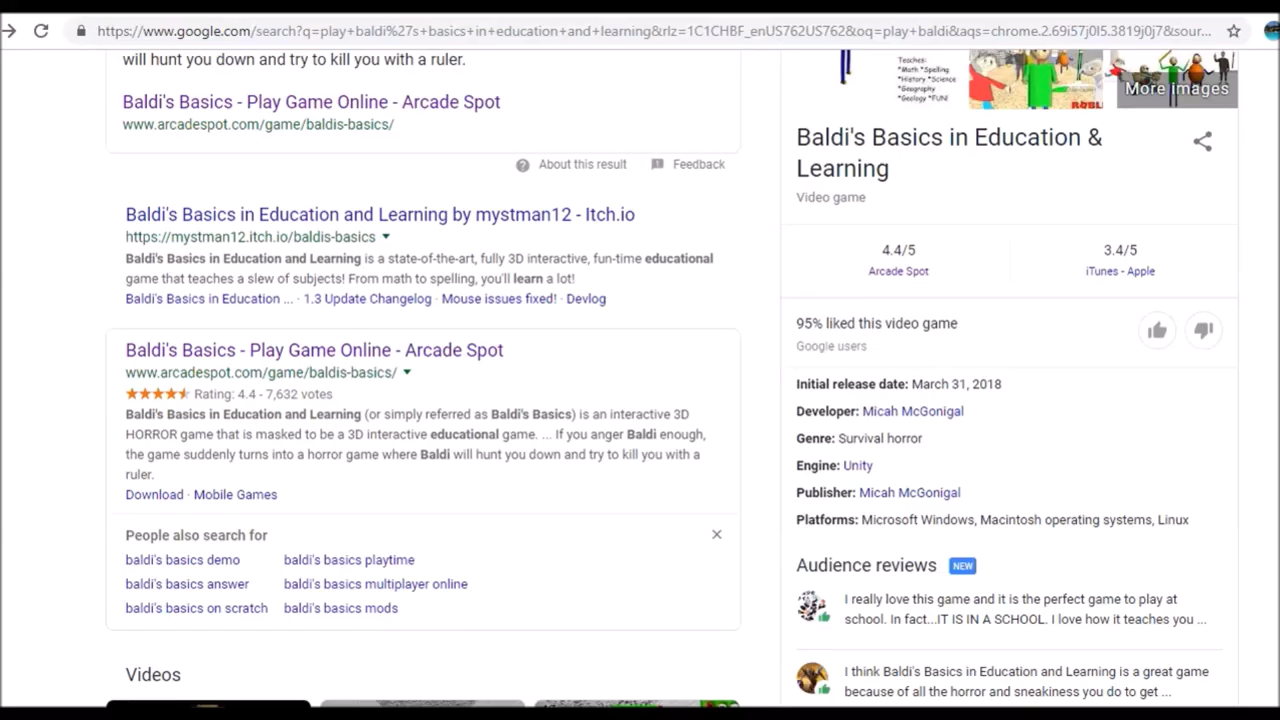 https://www.google.com/search?q=play+baldi%27s+basics+in+education+and+learning&rlz=1C1CHBF_enUS762US762&oq=play+baldi&aqs=chrome.2.69i57j0l5.3819j0j7&sour...
will hunt you down and try to kill you with a ruler.
Baldi's Basics - Play Game Online - Arcade Spot
www.arcadespot.com/game/baldis-basics/
About this result
Feedback
Baldi's Basics in Education and Learning by mystman12 - Itch.io
https://mystman12.itch.io/baldis-basics
Baldi's Basics in Education and Learning is a state-of-the-art, fully 3D interactive, fun-time educational
game that teaches a slew of subjects! From math to spelling, you'll learn a lot!
Baldi's Basics in Education ... · 1.3 Update Changelog · Mouse issues fixed! · Devlog
Baldi's Basics - Play Game Online - Arcade Spot
www.arcadespot.com/game/baldis-basics/
Rating: 4.4 - 7,632 votes
Baldi's Basics in Education and Learning (or simply referred as Baldi's Basics) is an interactive 3D
HORROR game that is masked to be a 3D interactive educational game. ... If you anger Baldi enough,
the game suddenly turns into a horror game where Baldi will hunt you down and try to kill you with a
ruler.
Download · Mobile Games
People also search for
baldi's basics demo
baldi's basics playtime
baldi's basics answer
baldi's basics multiplayer online
baldi's basics on scratch
baldi's basics mods
Videos
Teaches:
*Math *Spelling
*History *Science
*Geography
*Geology *FUN!
ROBL
More images
Baldi's Basics in Education &
Learning
Video game
4.4/5
Arcade Spot
3.4/5
iTunes - Apple
95% liked this video game
Google users
Initial release date: March 31, 2018
Developer: Micah McGonigal
Genre: Survival horror
Engine: Unity
Publisher: Micah McGonigal
Platforms: Microsoft Windows, Macintosh operating systems, Linux
Audience reviews NEW
I really love this game and it is the perfect game to play at
school. In fact...IT IS IN A SCHOOL. I love how it teaches you ...
I think Baldi's Basics in Education and Learning is a great game
because of all the horror and sneakiness you do to get ...